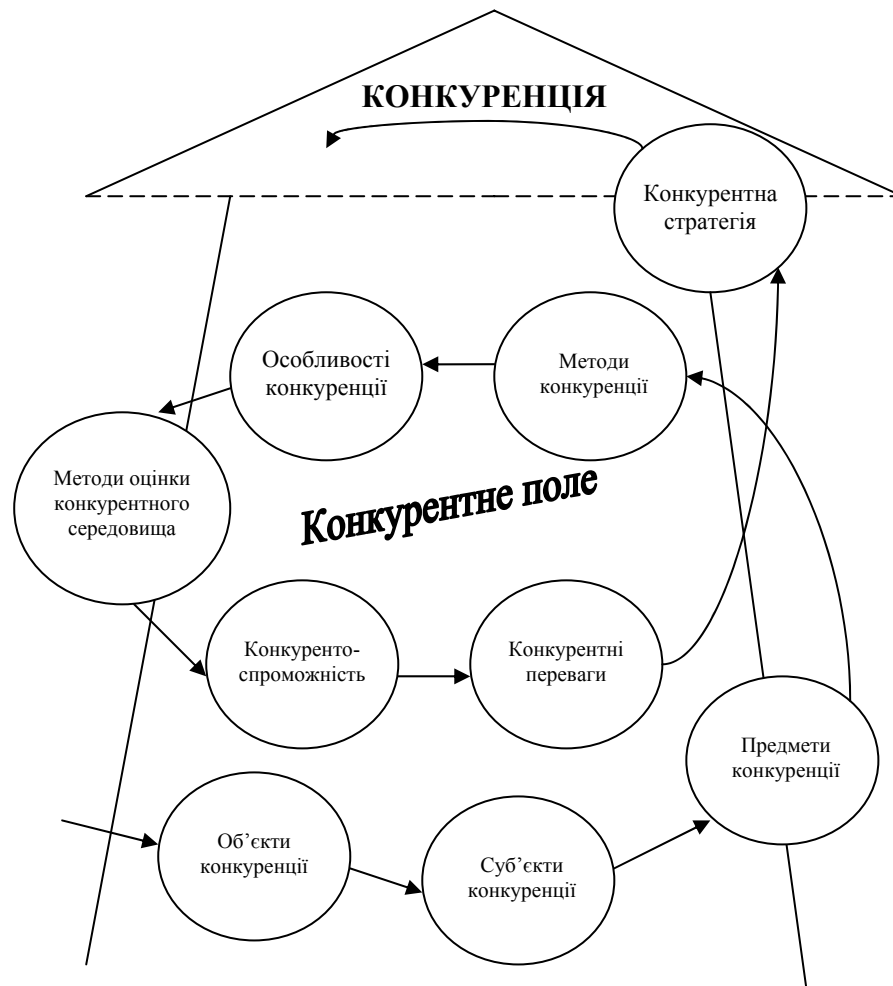 КОНКУРЕНЦІЯ
Конкурентна
стратегія
Особливості
конкуренції
Методи
конкуренції
Методи оцінки
конкурентного
середовища
Конкурентне поле
Конкуренто-
спроможність
Конкурентні
переваги
Предмети
конкуренції
Об’єкти
конкуренції
Суб’єкти
конкуренції